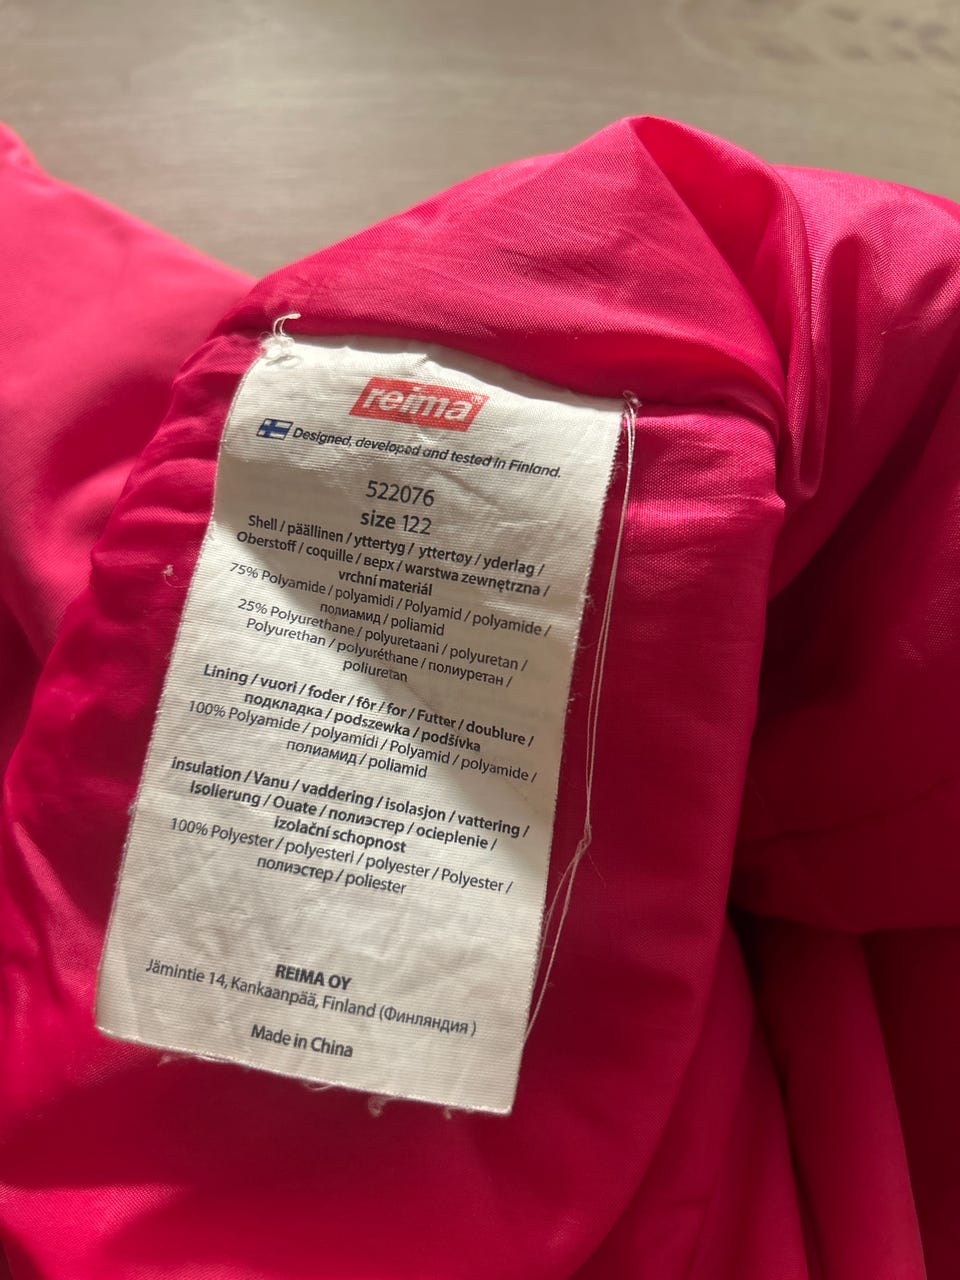 reima
Designed, developed and tested in Finland.
522076
size 122
Shell / päällinen / yttertyg / yttertøy / yderlag /
Oberstoff / coquille / верх / warstwa zewnętrzna /
vrchní materiál
75% Polyamide / polyamidi / Polyamid / polyamide /
полиамид / poliamid
25% Polyurethane / polyuretaani / polyuretan /
Polyurethan / polyuréthane / полиуретан /
poliuretan
Lining / vuori / foder / fôr / for / Futter / doublure /
подкладка / podszewka / podšívka
100% Polyamide / polyamidi / Polyamid / polyamide /
полиамид / poliamid
insulation / Vanu / vaddering / isolasjon / vattering /
Isolierung / Ouate / полиэстер / ocieplenie /
izolační schopnost
100% Polyester / polyesteri / polyester / Polyester /
полиэстер / poliester
REIMA OY
Jämintie 14, Kankaanpää, Finland (Финляндия )
Made in China